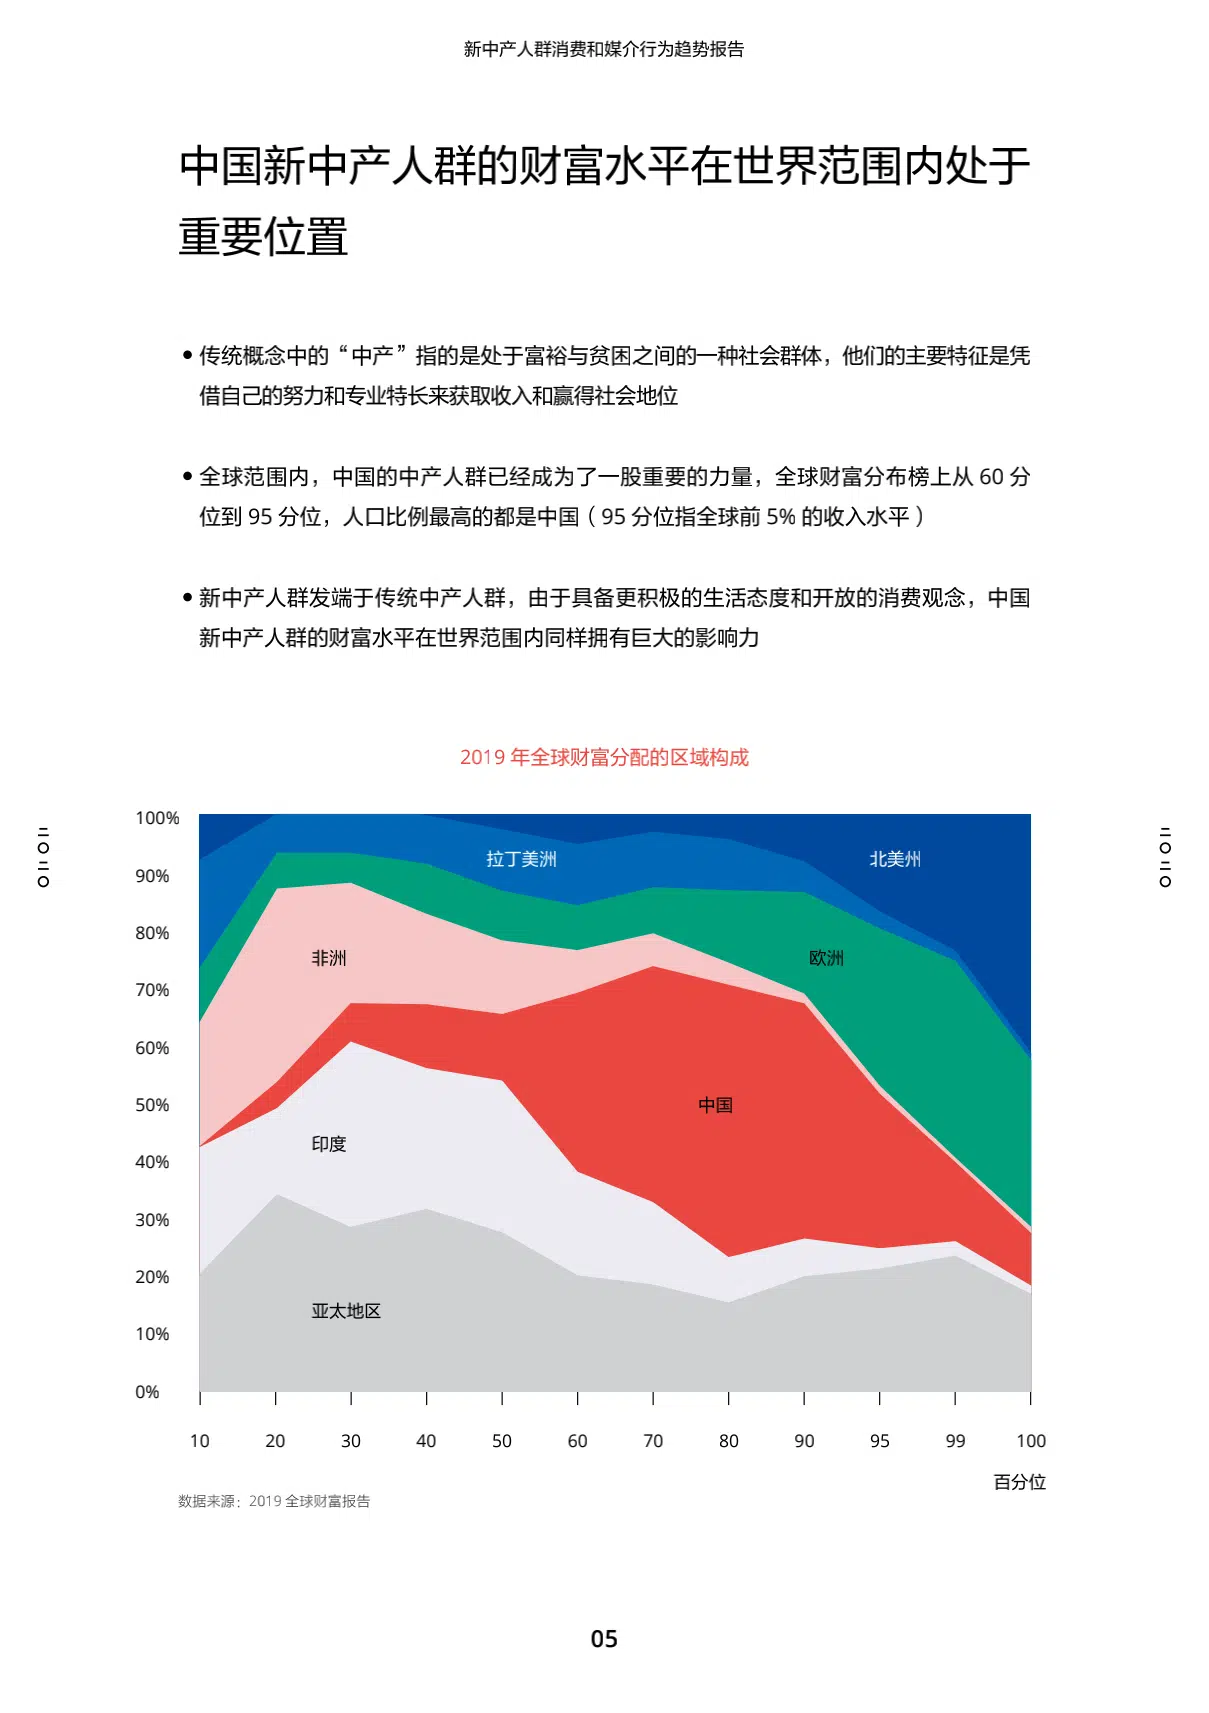 新中产人群消费和媒介行为趋势报告
中国新中产人群的财富水平在世界范围内处于
重要位置
• 传统概念中的“中产”指的是处于富裕与贫困之间的一种社会群体，他们的主要特征是凭
借自己的努力和专业特长来获取收入和赢得社会地位
• 全球范围内，中国的中产人群已经成为了一股重要的力量，全球财富分布榜上从 60 分
位到 95 分位，人口比例最高的都是中国（95 分位指全球前 5% 的收入水平）
• 新中产人群发端于传统中产人群，由于具备更积极的生活态度和开放的消费观念，中国
新中产人群的财富水平在世界范围内同样拥有巨大的影响力
2019 年全球财富分配的区域构成
100%
90%
80%
70%
60%
50%
40%
30%
20%
10%
0%
拉丁美洲
北美州
非洲
欧洲
中国
印度
亚太地区
10 20 30 40 50 60 70 80 90 95 99 100
百分位
数据来源：2019 全球财富报告
05